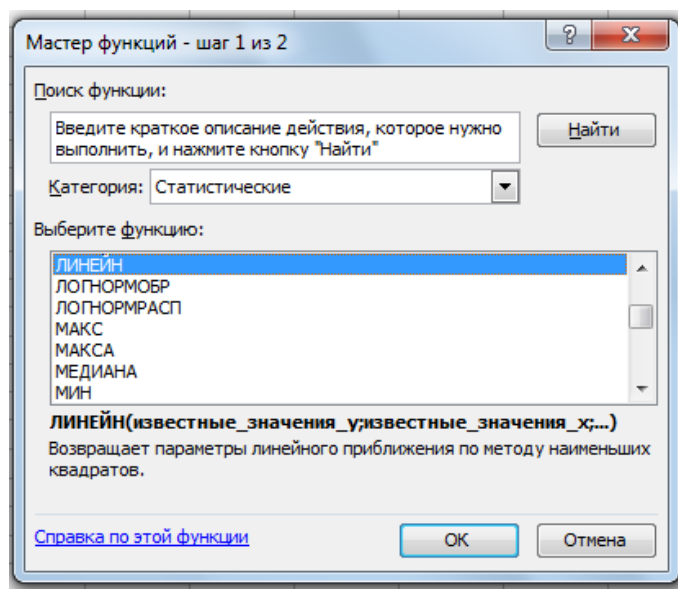 Мастер функций - шаг 1 из 2
Поиск функции:
Введите краткое описание действия, которое нужно
выполнить, и нажмите кнопку "Найти"
Найти
Категория: Статистические
Выберите функцию:
ЛИНЕЙН
ЛОГНОРМОБР
ЛОГНОРМРАСП
МАКС
МАКСА
МЕДИАНА
МИН
ЛИНЕЙН(известные_значения_y;известные_значения_x;...)
Возвращает параметры линейного приближения по методу наименьших
квадратов.
Справка по этой функции
ОК
Отмена